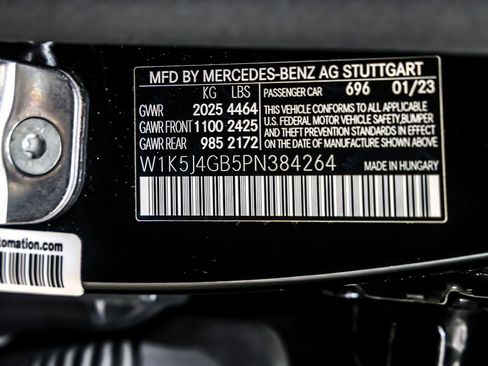 MFD BY MERCEDES-BENZ AG STUTTGART
KG LBS
GVWR 2025 4464
GAWR FRONT 1100 2425
GAWR REAR 985 2172
PASSENGER CAR 696 01/23
THIS VEHICLE CONFORMS TO ALL APPLICABLE
U.S. FEDERAL MOTOR VEHICLE SAFETY, BUMPER
AND THEFT PREVENTION STANDARDS IN EFFECT
ON THE DATE OF MANUFACTURE SHOWN ABOVE
W1K5J4GB5PN384264
MADE IN HUNGARY
tomation.com